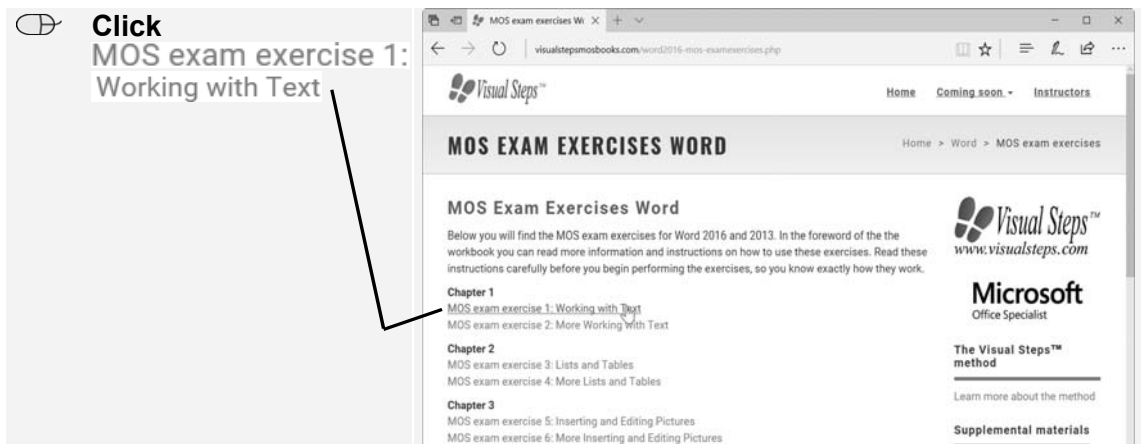 Click
MOS exam exercise 1:
Working with Text
MOS exam exercises We
visualstepsmosbooks.com/word2016-mos-examexercises.php
Visual Steps™
Home Coming soon Instructors
MOS EXAM EXERCISES WORD
Home > Word > MOS exam exercises
MOS Exam Exercises Word
Below you will find the MOS exam exercises for Word 2016 and 2013. In the foreword of the the
workbook you can read more information and instructions on how to use these exercises. Read these
instructions carefully before you begin performing the exercises, so you know exactly how they work.
Chapter 1
MOS exam exercise 1: Working with Text
MOS exam exercise 2: More Working with Text
Chapter 2
MOS exam exercise 3: Lists and Tables
MOS exam exercise 4: More Lists and Tables
Chapter 3
MOS exam exercise 5: Inserting and Editing Pictures
MOS exam exercise 6: More Inserting and Editing Pictures
Visual Steps™
www.visualsteps.com
Microsoft
Office Specialist
The Visual Steps™
method
Learn more about the method
Supplemental materials